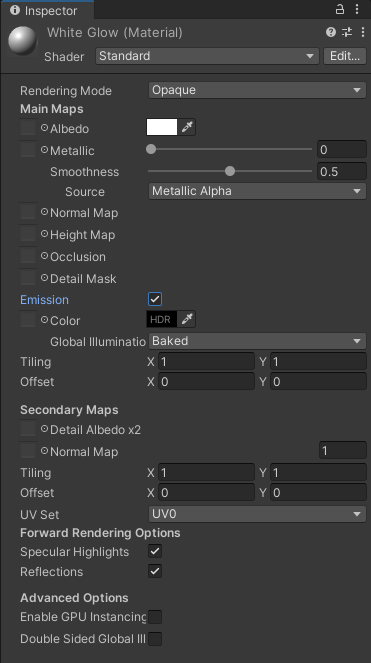 Inspector
White Glow (Material)
Shader Standard Edit...
Rendering Mode Opaque
Main Maps
Albedo
Metallic 0
Smoothness 0.5
Source Metallic Alpha
Normal Map
Height Map
Occlusion
Detail Mask
Emission
Color HDR
Global Illuminatio Baked
Tiling X 1 Y 1
Offset X 0 Y 0
Secondary Maps
Detail Albedo x2
Normal Map 1
Tiling X 1 Y 1
Offset X 0 Y 0
UV Set UV0
Forward Rendering Options
Specular Highlights
Reflections
Advanced Options
Enable GPU Instancing
Double Sided Global Ill